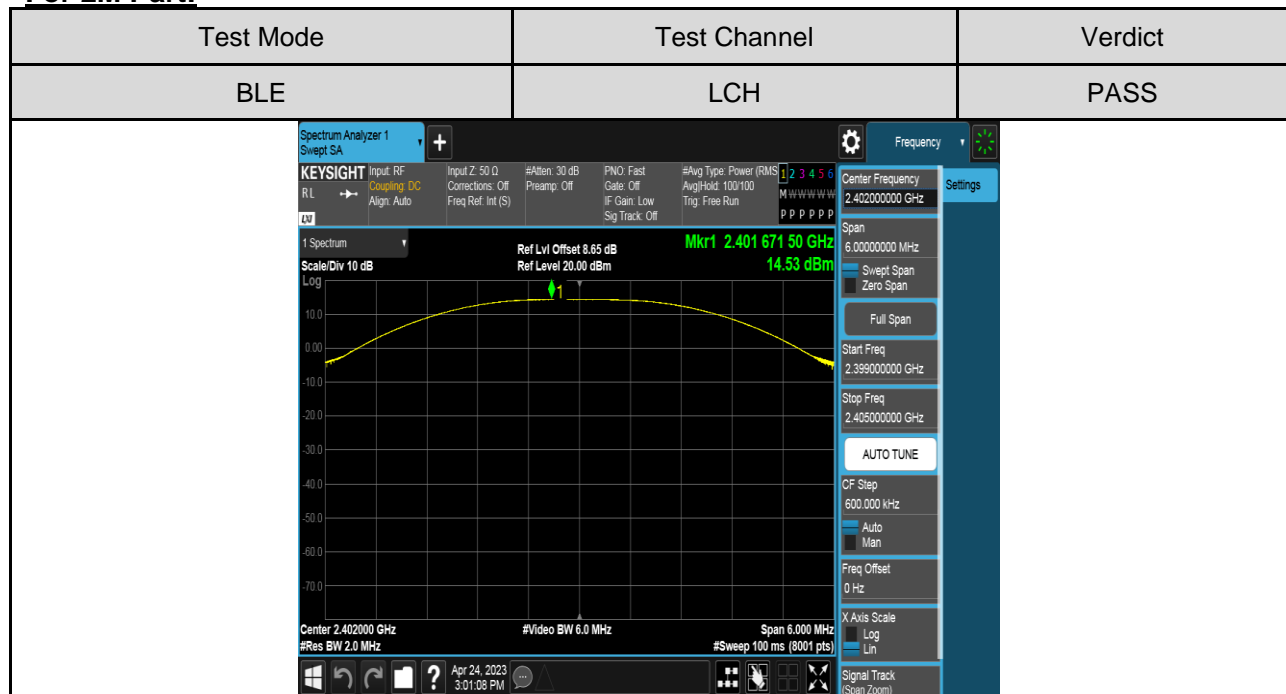 For 2M Part:
Test Mode Test Channel Verdict
BLE LCH PASS
Spectrum Analyzer 1
Swept SA
+
Frequency
KEYSIGHT
RL
LXI
Input: RF
Coupling: DC
Align: Auto
Input Z: 50 Ω
Corrections: Off
Freq Ref: Int (S)
#Atten: 30 dB
Preamp: Off
PNO: Fast
Gate: Off
IF Gain: Low
Sig Track: Off
#Avg Type: Power (RMS
Avg|Hold: 100/100
Trig: Free Run
1 2 3 4 5 6
M W W W W W
P P P P P P
1 Spectrum
Scale/Div 10 dB
Log
Ref Lvl Offset 8.65 dB
Ref Level 20.00 dBm
Mkr1 2.401 671 50 GHz
14.53 dBm
1
10.0
0.00
-10.0
-20.0
-30.0
-40.0
-50.0
-60.0
-70.0
Center 2.402000 GHz
#Res BW 2.0 MHz
#Video BW 6.0 MHz
Span 6.000 MHz
#Sweep 100 ms (8001 pts)
?
Apr 24, 2023
3:01:08 PM
Center Frequency
2.402000000 GHz
Settings
Span
6.00000000 MHz
Swept Span
Zero Span
Full Span
Start Freq
2.399000000 GHz
Stop Freq
2.405000000 GHz
AUTO TUNE
CF Step
600.000 kHz
Auto
Man
Freq Offset
0 Hz
X Axis Scale
Log
Lin
Signal Track
(Span Zoom)